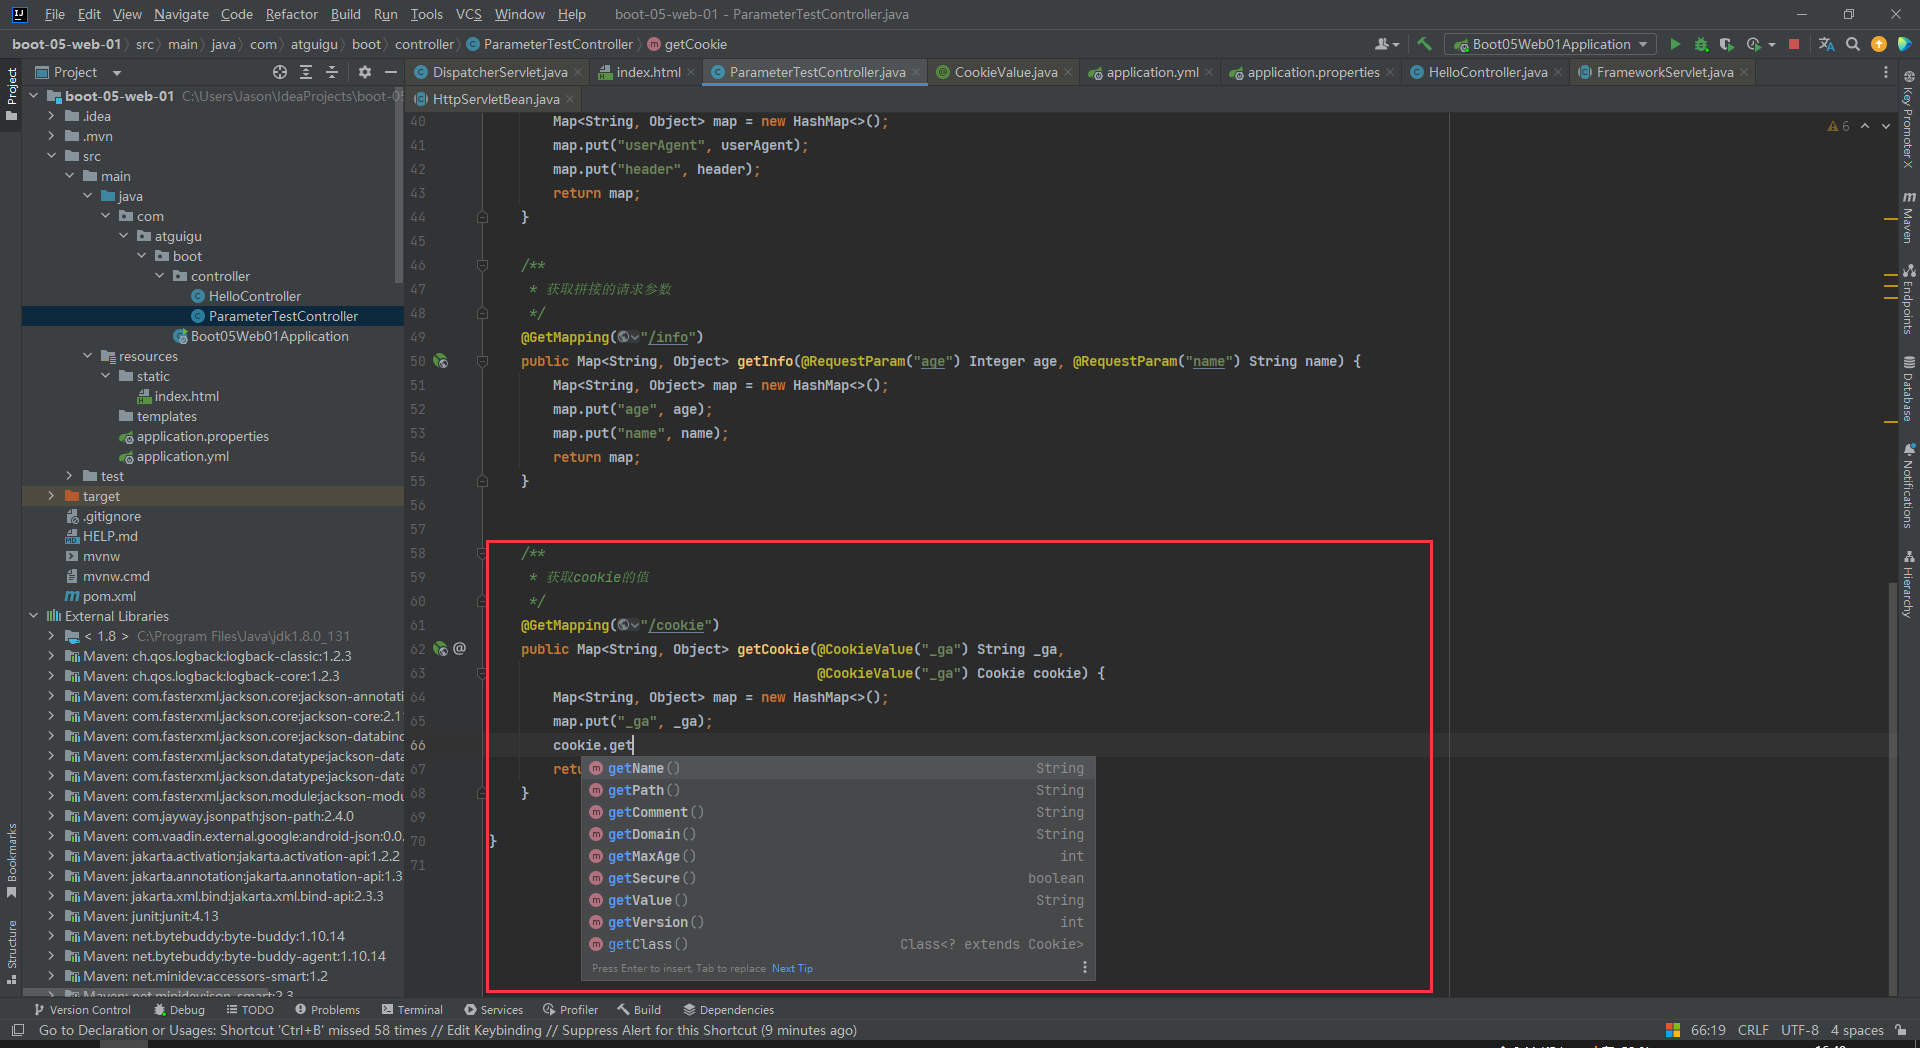 File Edit View Navigate Code Refactor Build Run Tools VCS Window Help boot-05-web-01 - ParameterTestController.java
boot-05-web-01 src main java com atguigu boot controller ParameterTestController getCookie Boot05Web01Application
Project DispatcherServlet.java index.html ParameterTestController.java CookieValue.java application.yml application.properties HelloController.java FrameworkServlet.java
HttpServletBean.java
Project
boot-05-web-01 C:\Users\Jason\IdeaProjects\boot-05
.idea
.mvn
src
main
java
com
atguigu
boot
controller
HelloController
ParameterTestController
Boot05Web01Application
resources
static
index.html
templates
application.properties
application.yml
test
target
.gitignore
HELP.md
mvnw
mvnw.cmd
pom.xml
External Libraries
< 1.8 > C:\Program Files\Java\jdk1.8.0_131
Maven: ch.qos.logback:logback-classic:1.2.3
Maven: ch.qos.logback:logback-core:1.2.3
Maven: com.fasterxml.jackson.core:jackson-annotati
Maven: com.fasterxml.jackson.core:jackson-core:2.1
Maven: com.fasterxml.jackson.core:jackson-databind
Maven: com.fasterxml.jackson.datatype:jackson-data
Maven: com.fasterxml.jackson.datatype:jackson-data
Maven: com.fasterxml.jackson.module:jackson-modu
Maven: com.jayway.jsonpath:json-path:2.4.0
Maven: com.vaadin.external.google:android-json:0.0.
Maven: jakarta.activation:jakarta.activation-api:1.2.2
Maven: jakarta.annotation:jakarta.annotation-api:1.3
Maven: jakarta.xml.bind:jakarta.xml.bind-api:2.3.3
Maven: junit:junit:4.13
Maven: net.bytebuddy:byte-buddy:1.10.14
Maven: net.bytebuddy:byte-buddy-agent:1.10.14
Maven: net.minidev:accessors-smart:1.2
Maven: net.minidev:json-smart:2.3
Bookmarks
Structure
40 Map<String, Object> map = new HashMap<>();
41 map.put("userAgent", userAgent);
42 map.put("header", header);
43 return map;
44 }
45
46 /**
47 * 获取拼接的请求参数
48 */
49 @GetMapping("/info")
50 public Map<String, Object> getInfo(@RequestParam("age") Integer age, @RequestParam("name") String name) {
51 Map<String, Object> map = new HashMap<>();
52 map.put("age", age);
53 map.put("name", name);
54 return map;
55 }
56
57
58 /**
59 * 获取cookie的值
60 */
61 @GetMapping("/cookie")
62 @ public Map<String, Object> getCookie(@CookieValue("_ga") String _ga,
63 @CookieValue("_ga") Cookie cookie) {
64 Map<String, Object> map = new HashMap<>();
65 map.put("_ga", _ga);
66 cookie.get
67 retu
68 }
69
70 }
71
getName() String
getPath() String
getComment() String
getDomain() String
getMaxAge() int
getSecure() boolean
getValue() String
getVersion() int
getClass() Class<? extends Cookie>
Press Enter to insert, Tab to replace Next Tip
6
Key Promoter X
Maven
Endpoints
Database
Notifications
Hierarchy
Version Control Debug TODO Problems Terminal Services Profiler Build Dependencies
Go to Declaration or Usages: Shortcut 'Ctrl+B' missed 58 times // Edit Keybinding // Suppress Alert for this Shortcut (9 minutes ago) 66:19 CRLF UTF-8 4 spaces